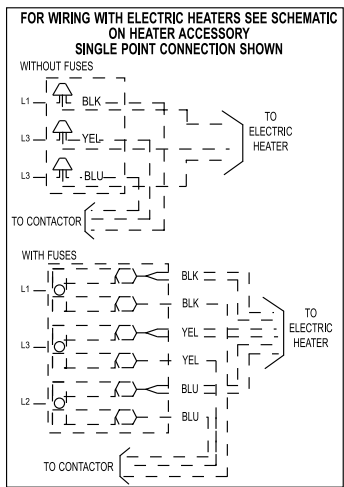 FOR WIRING WITH ELECTRIC HEATERS SEE SCHEMATIC
ON HEATER ACCESSORY
SINGLE POINT CONNECTION SHOWN
WITHOUT FUSES
L1
BLK
TO
ELECTRIC
HEATER
L3
YEL
L3
BLU
TO CONTACTOR
WITH FUSES
BLK
L1
BLK
TO
ELECTRIC
HEATER
YEL
L3
YEL
BLU
L2
BLU
TO CONTACTOR